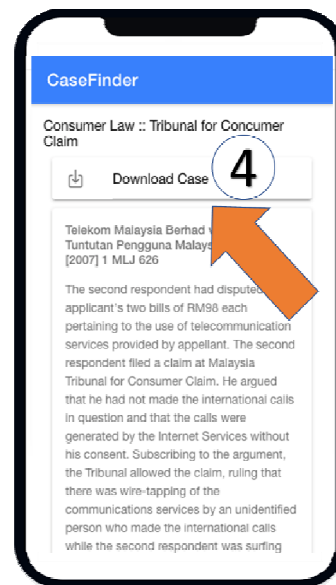 CaseFinder
Consumer Law :: Tribunal for Concumer
Claim
Download Case
4
Telekom Malaysia Berhad
Tuntutan Pengguna
[2007] 1 MLJ 626
The second respondent had disputed
applicant's two bills of RM98 each
pertaining to the use of telecommunication
services provided by appellant. The second
respondent filed a claim at Malaysia
Tribunal for Consumer Claim. He argued
that he had not made the international calls
in question and that the calls were
generated by the Internet Services without
his consent. Subscribing to the argument,
the Tribunal allowed the claim, ruling that
there was wire-tapping of the
communications services by an unidentified
person who made the international calls
while the second respondent was surfing